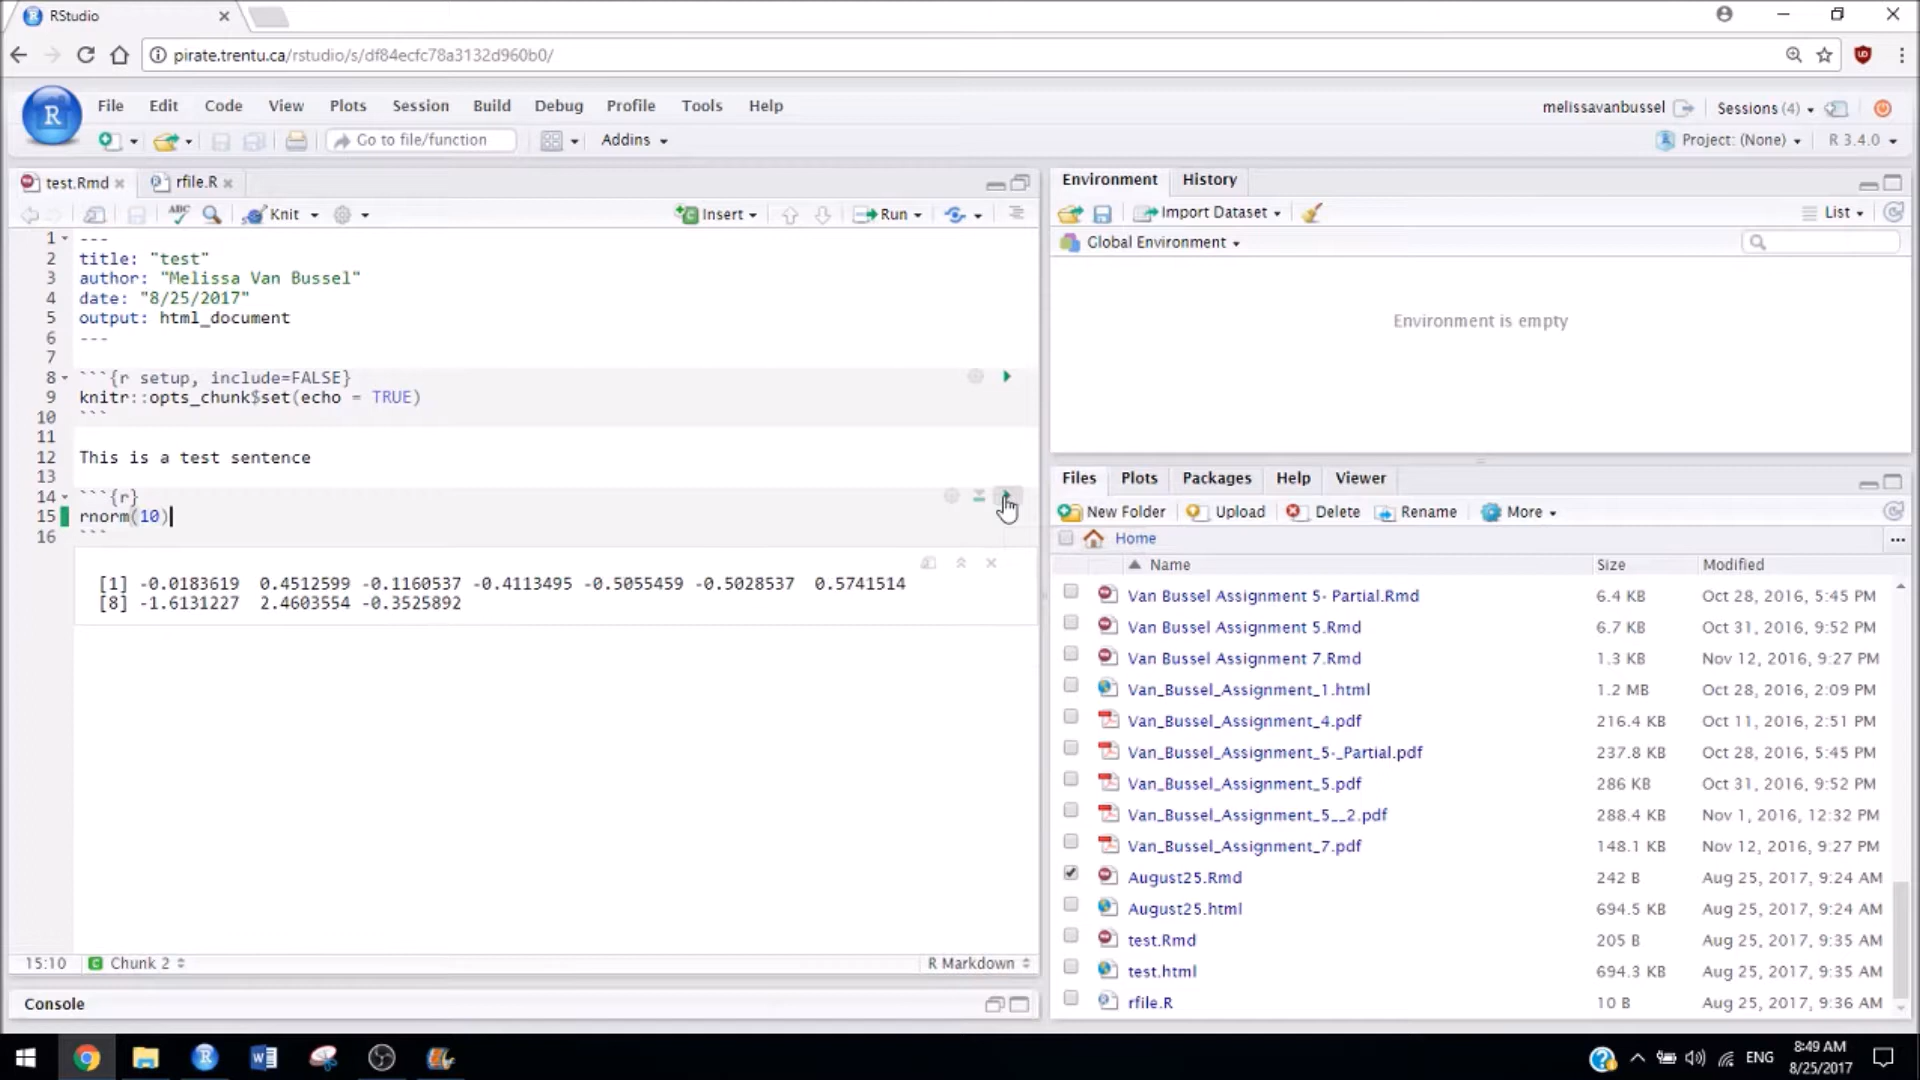 RStudio
pirate.trentu.ca/rstudio/s/df84ecfc78a3132d960b0/
File Edit Code View Plots Session Build Debug Profile Tools Help
melissavanbussel Sessions (4)
Go to file/function Addins
Project: (None) R 3.4.0
test.Rmd rfile.R
ABC Knit Insert Run
1 ---
2 title: "test"
3 author: "Melissa Van Bussel"
4 date: "8/25/2017"
5 output: html_document
6 ---
7
8 ```{r setup, include=FALSE}
9 knitr::opts_chunk$set(echo = TRUE)
10 ```
11
12 This is a test sentence
13
14 ```{r}
15 rnorm(10)
16 ```
[1] -0.0183619 0.4512599 -0.1160537 -0.4113495 -0.5055459 -0.5028537 0.5741514
[8] -1.6131227 2.4603554 -0.3525892
15:10 Chunk 2 R Markdown
Console
Environment History
Import Dataset List
Global Environment
Environment is empty
Files Plots Packages Help Viewer
New Folder Upload Delete Rename More
Home
Name Size Modified
Van Bussel Assignment 5- Partial.Rmd 6.4 KB Oct 28, 2016, 5:45 PM
Van Bussel Assignment 5.Rmd 6.7 KB Oct 31, 2016, 9:52 PM
Van Bussel Assignment 7.Rmd 1.3 KB Nov 12, 2016, 9:27 PM
Van_Bussel_Assignment_1.html 1.2 MB Oct 28, 2016, 2:09 PM
Van_Bussel_Assignment_4.pdf 216.4 KB Oct 11, 2016, 2:51 PM
Van_Bussel_Assignment_5-_Partial.pdf 237.8 KB Oct 28, 2016, 5:45 PM
Van_Bussel_Assignment_5.pdf 286 KB Oct 31, 2016, 9:52 PM
Van_Bussel_Assignment_5__2.pdf 288.4 KB Nov 1, 2016, 12:32 PM
Van_Bussel_Assignment_7.pdf 148.1 KB Nov 12, 2016, 9:27 PM
August25.Rmd 242 B Aug 25, 2017, 9:24 AM
August25.html 694.5 KB Aug 25, 2017, 9:24 AM
test.Rmd 205 B Aug 25, 2017, 9:35 AM
test.html 694.3 KB Aug 25, 2017, 9:35 AM
rfile.R 10 B Aug 25, 2017, 9:36 AM
ENG
8:49 AM
8/25/2017